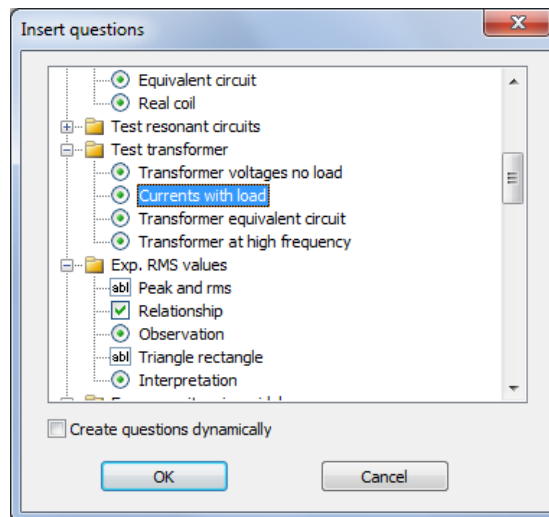 Insert questions
Equivalent circuit
Real coil
Test resonant circuits
Test transformer
Transformer voltages no load
Currents with load
Transformer equivalent circuit
Transformer at high frequency
Exp. RMS values
abl Peak and rms
Relationship
Observation
abl Triangle rectangle
Interpretation
Create questions dynamically
OK Cancel